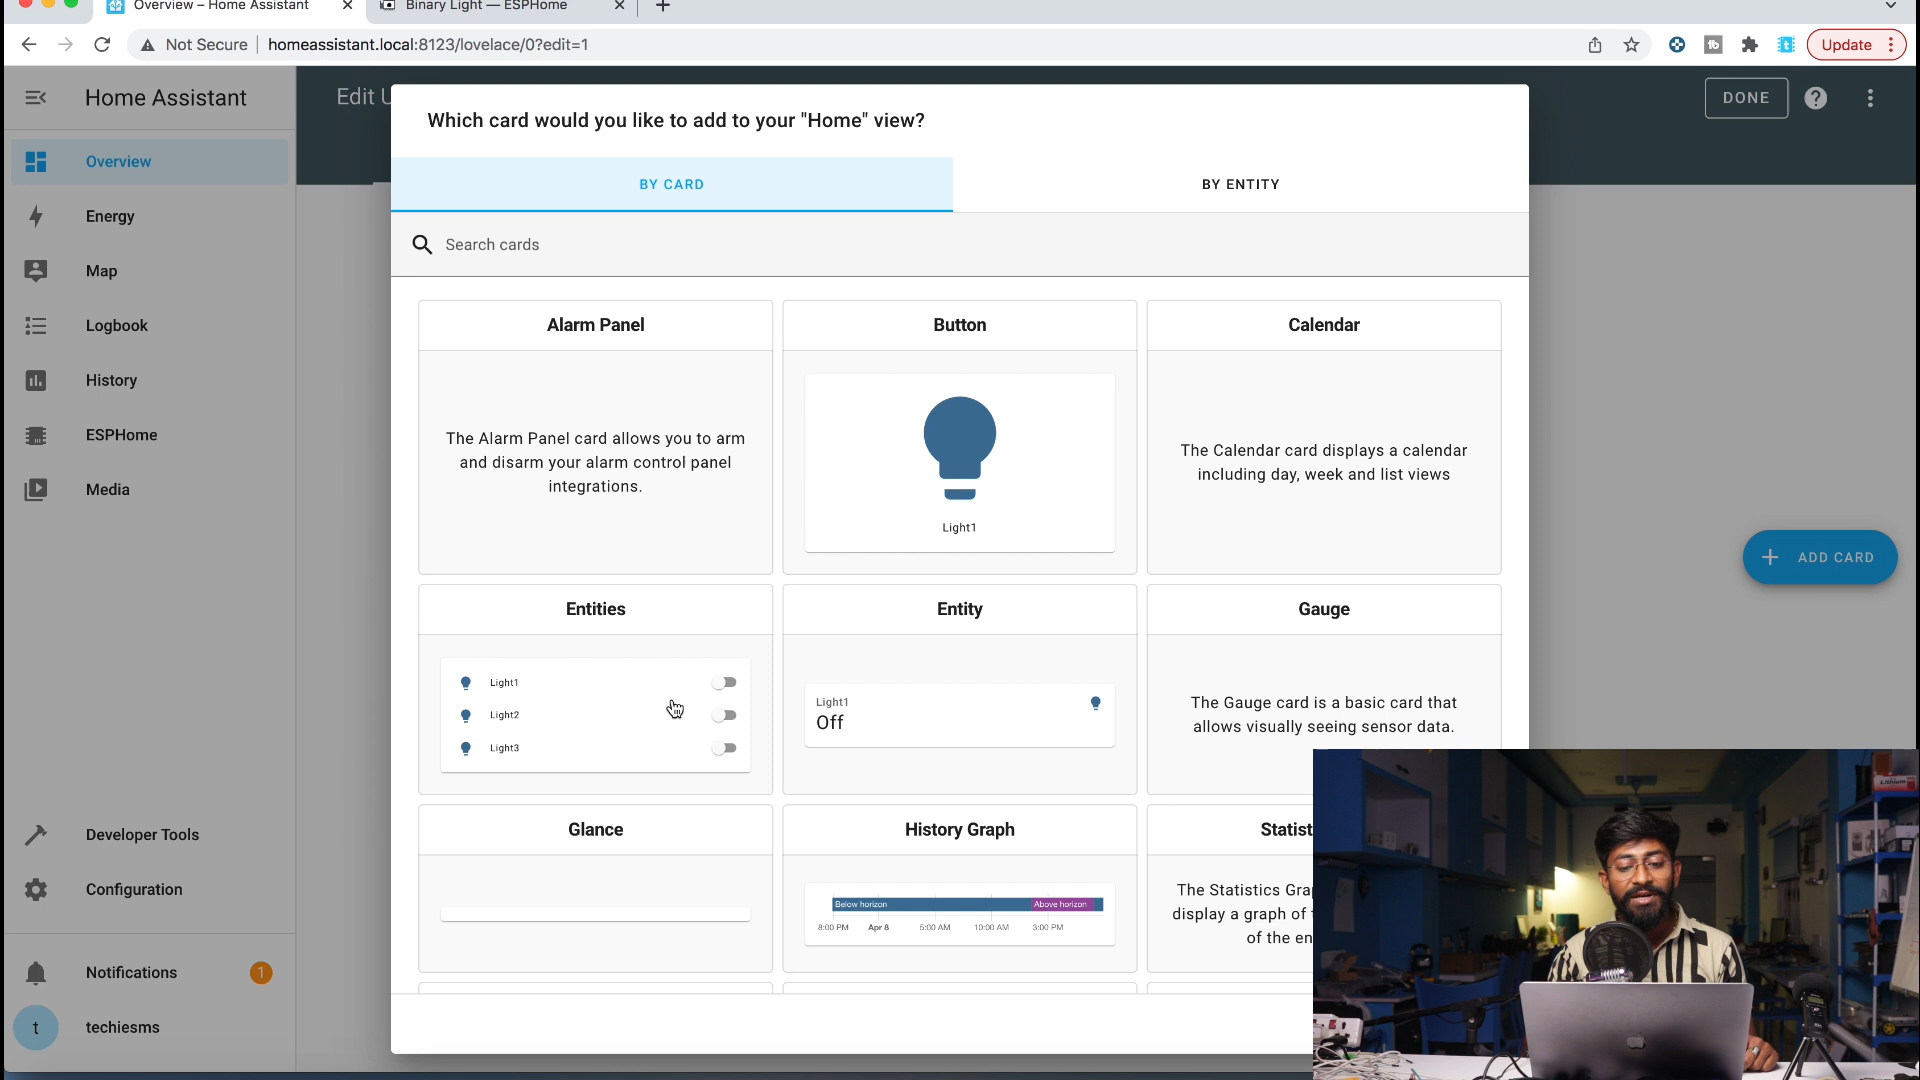 Overview – Home Assistant
Binary Light — ESPHome
Not Secure
homeassistant.local:8123/lovelace/0?edit=1
Update
Home Assistant
Edit U
DONE
Overview
Energy
Map
Logbook
History
ESPHome
Media
Developer Tools
Configuration
Notifications
1
t
techiesms
Which card would you like to add to your "Home" view?
BY CARD
BY ENTITY
Search cards
Alarm Panel
The Alarm Panel card allows you to arm
and disarm your alarm control panel
integrations.
Button
Light1
Calendar
The Calendar card displays a calendar
including day, week and list views
Entities
Light1
Light2
Light3
Entity
Light1
Off
Gauge
The Gauge card is a basic card that
allows visually seeing sensor data.
Glance
History Graph
Below horizon
Above horizon
8:00 PM
Apr 8
5:00 AM
10:00 AM
3:00 PM
Statist
The Statistics Gra
display a graph of
of the en
ADD CARD